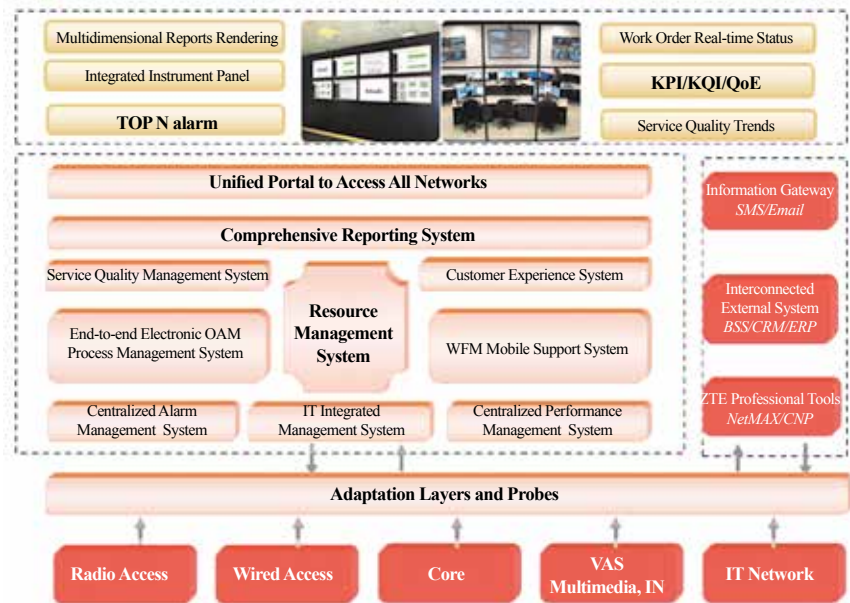 Multidimensional Reports Rendering
Integrated Instrument Panel
TOP N alarm
Work Order Real-time Status
KPI/KQI/QoE
Service Quality Trends
Unified Portal to Access All Networks
Comprehensive Reporting System
Service Quality Management System
Resource
Management
System
Customer Experience System
End-to-end Electronic OAM
Process Management System
WFM Mobile Support System
Centralized Alarm
Management System
IT Integrated
Management System
Centralized Performance
Management System
Information Gateway
SMS/Email
Interconnected
External System
BSS/CRM/ERP
ZTE Professional Tools
NetMAX/CNP
Adaptation Layers and Probes
Radio Access
Wired Access
Core
VAS
Multimedia, IN
IT Network